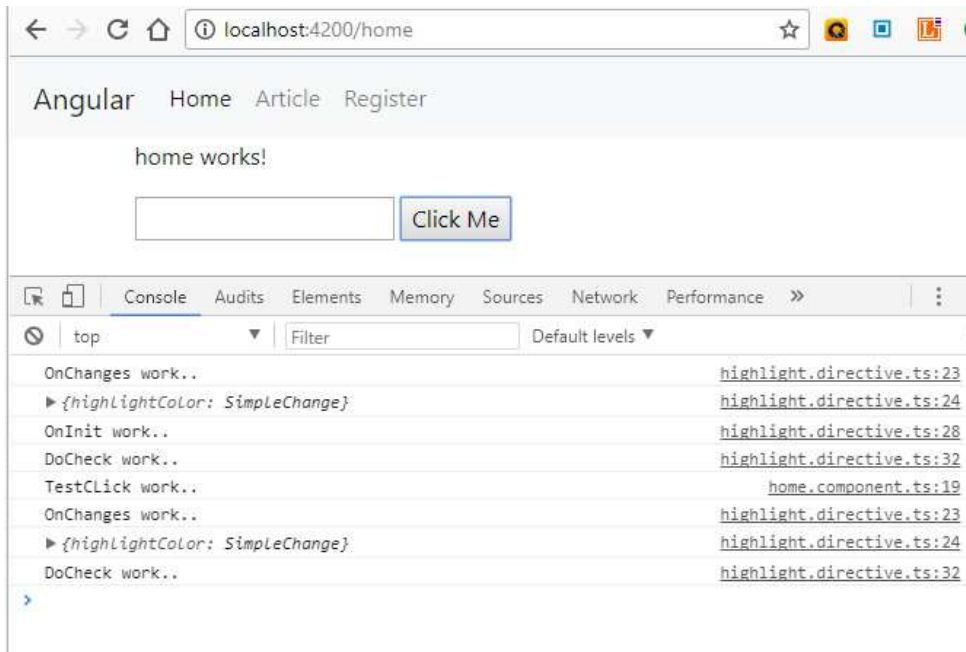 localhost:4200/home
Angular Home Article Register
home works!
Click Me
Console Audits Elements Memory Sources Network Performance »
top Filter Default levels
OnChanges work.. highlight.directive.ts:23
{highlightColor: SimpleChange} highlight.directive.ts:24
OnInit work.. highlight.directive.ts:28
DoCheck work.. highlight.directive.ts:32
TestCLick work.. home.component.ts:19
OnChanges work.. highlight.directive.ts:23
{highlightColor: SimpleChange} highlight.directive.ts:24
DoCheck work.. highlight.directive.ts:32